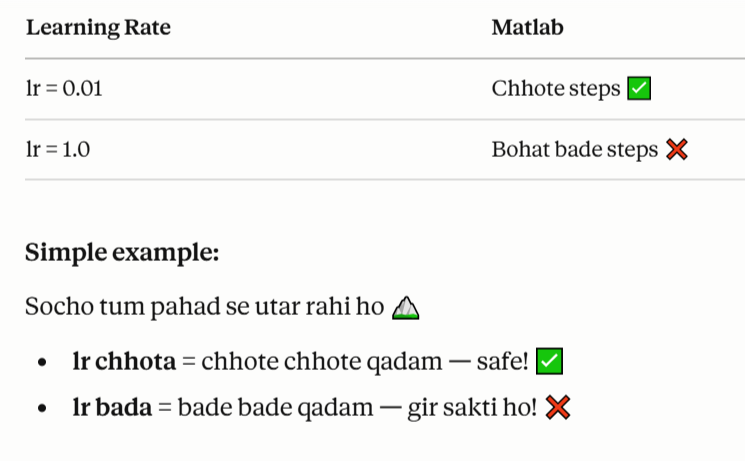 Learning Rate Matlab
lr = 0.01 Chhote steps ✅
lr = 1.0 Bohat bade steps ❌
Simple example:
Socho tum pahad se utar rahi ho ⛰️
• lr chhota = chhote chhote qadam — safe! ✅
• lr bada = bade bade qadam — gir sakti ho! ❌